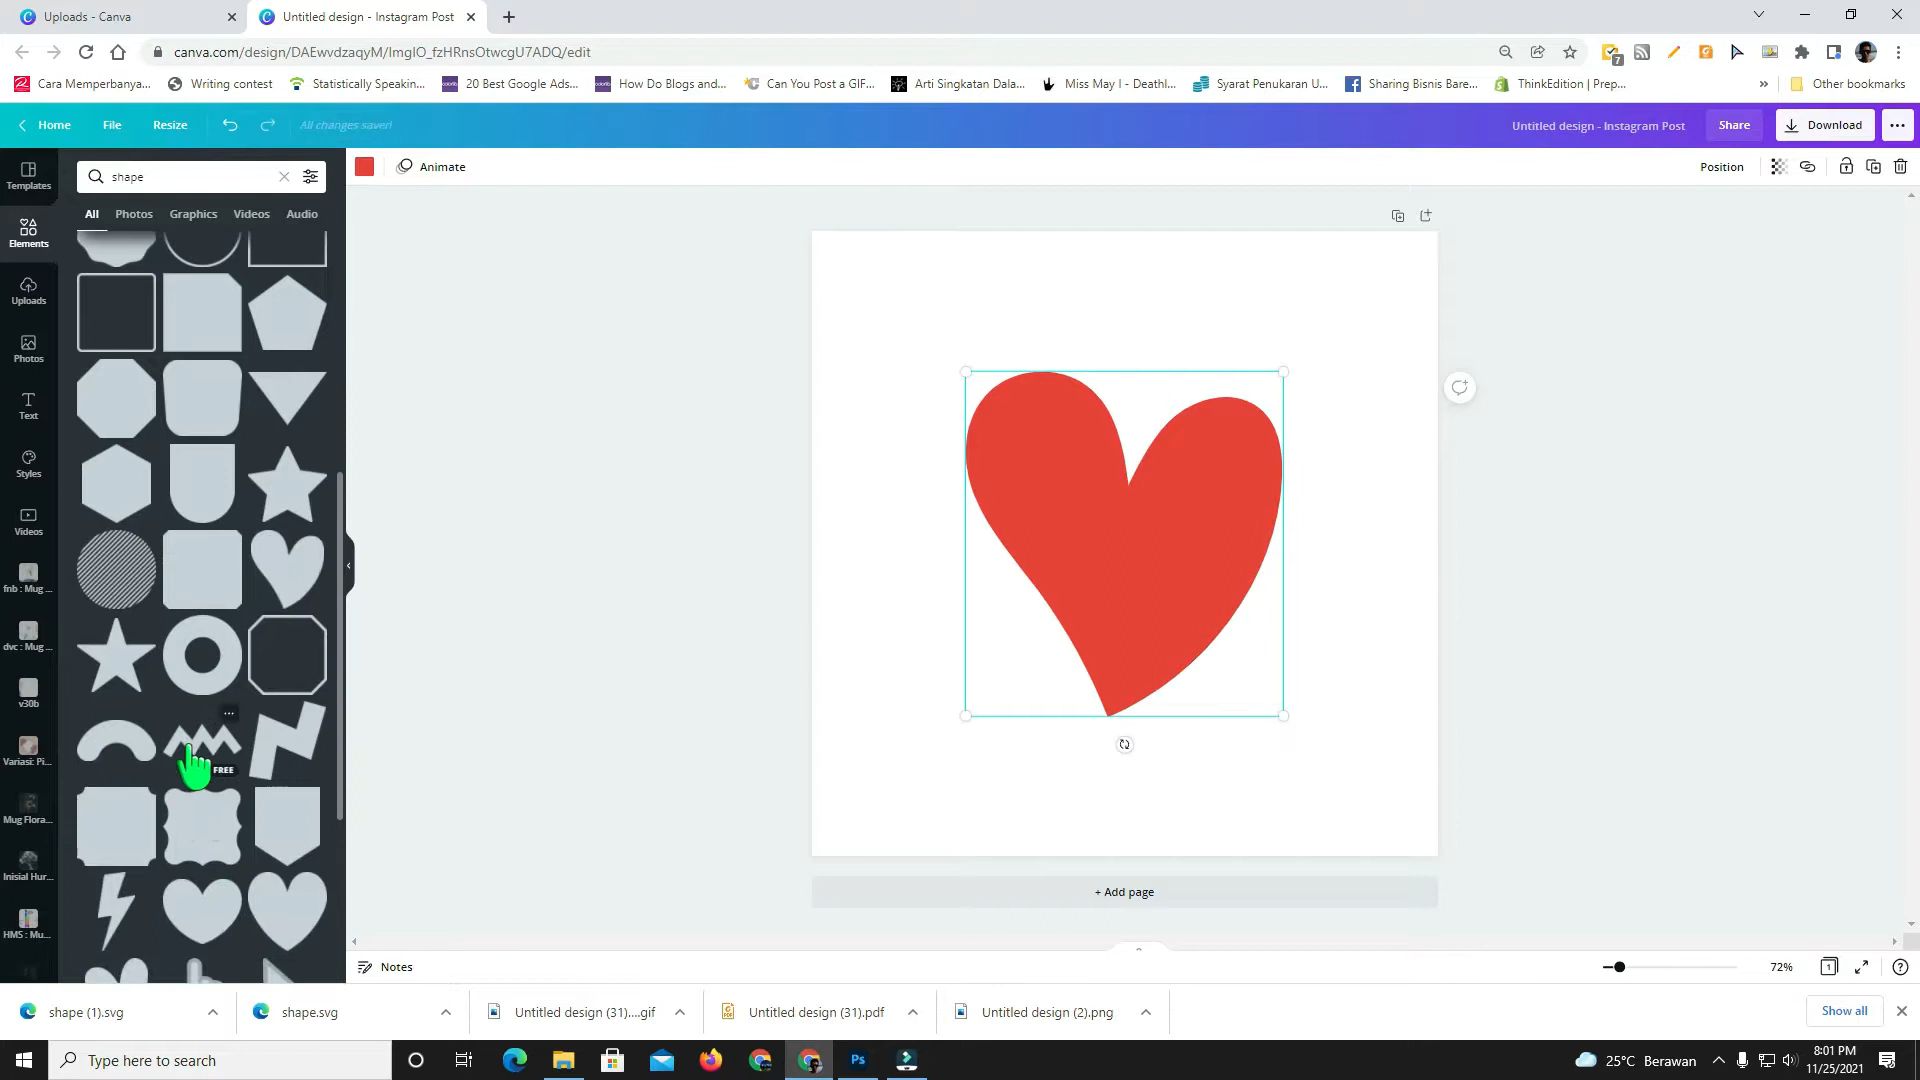 Uploads - Canva
Untitled design - Instagram Post
canva.com/design/DAEwvdzaqyM/ImgIO_fzHRnsOtwcgU7ADQ/edit
7
Cara Memperbanya...
Writing contest
Statistically Speakin...
20 Best Google Ads...
How Do Blogs and...
Can You Post a GIF...
Arti Singkatan Dala...
Miss May I - Deathl...
Syarat Penukaran U...
Sharing Bisnis Bare...
ThinkEdition | Prep...
Other bookmarks
Home
File
Resize
All changes saved!
Untitled design - Instagram Post
Share
Download
Templates
Elements
Uploads
Photos
Text
Styles
Videos
fnb : Mug ...
dvc : Mug ...
v30b
Variasi: Pi...
Mug Flora...
Inisial Hur...
HMS : Mu...
shape
All
Photos
Graphics
Videos
Audio
FREE
Animate
Position
+ Add page
Notes
72%
1
shape (1).svg
shape.svg
Untitled design (31)....gif
Untitled design (31).pdf
Untitled design (2).png
Show all
Type here to search
Ps
25°C Berawan
8:01 PM
11/25/2021